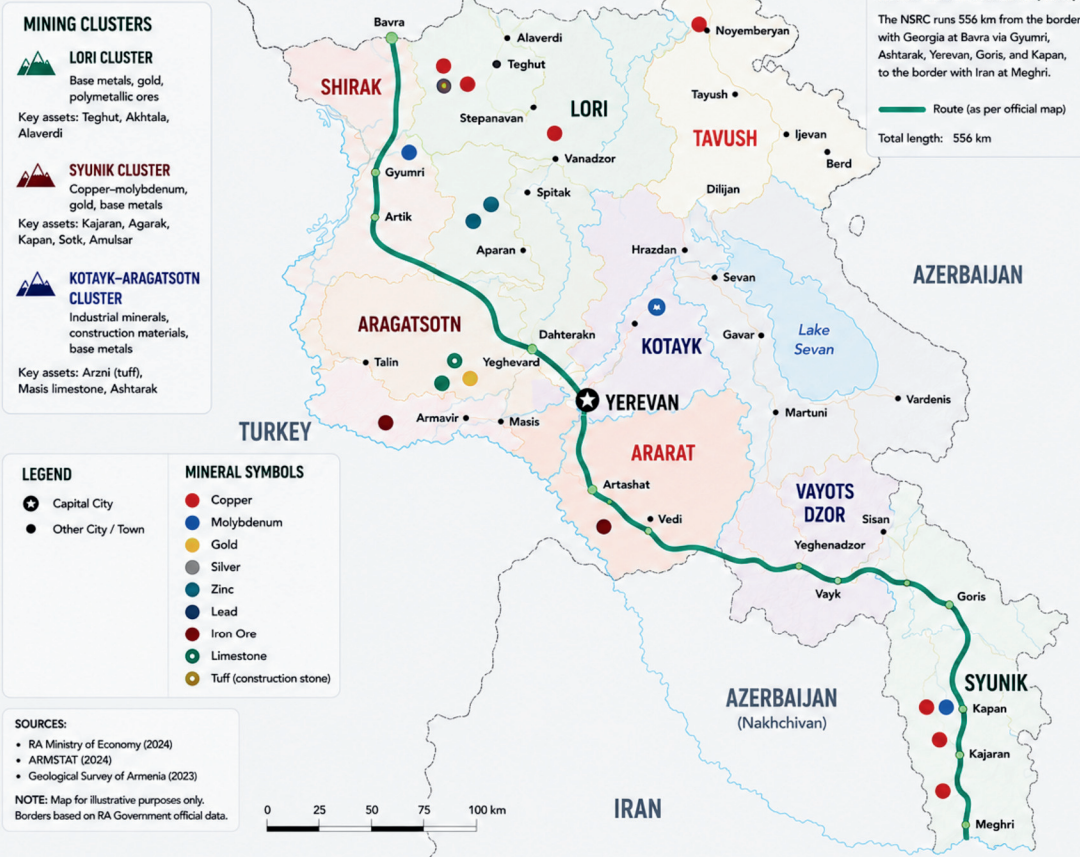 MINING CLUSTERS
LORI CLUSTER
Base metals, gold,
polymetallic ores
Key assets: Teghut, Akhtala,
Alaverdi
SYUNIK CLUSTER
Copper–molybdenum,
gold, base metals
Key assets: Kajaran, Agarak,
Kapan, Sotk, Amulsar
KOTAYK–ARAGATSOTN
CLUSTER
Industrial minerals,
construction materials,
base metals
Key assets: Arzni (tuff),
Masis limestone, Ashtarak
The NSRC runs 556 km from the border
with Georgia at Bavra via Gyumri,
Ashtarak, Yerevan, Goris, and Kapan,
to the border with Iran at Meghri.
Route (as per official map)
Total length: 556 km
Bavra
Alaverdi
Noyemberyan
Teghut
SHIRAK
Tayush
LORI
Stepanavan
TAVUSH
Ijevan
Vanadzor
Berd
Gyumri
Spitak
Dilijan
Artik
Aparan
Hrazdan
Sevan
AZERBAIJAN
ARAGATSOTN
Dahterakn
Gavar
Lake
Sevan
KOTAYK
Talin
Yeghevard
YEREVAN
Vardenis
Armavir
Masis
Martuni
TURKEY
ARARAT
Artashat
VAYOTS
DZOR
Vedi
Sisan
Yeghenadzor
Vayk
Goris
SYUNIK
AZERBAIJAN
(Nakhchivan)
Kapan
Kajaran
IRAN
Meghri
LEGEND
Capital City
Other City / Town
MINERAL SYMBOLS
Copper
Molybdenum
Gold
Silver
Zinc
Lead
Iron Ore
Limestone
Tuff (construction stone)
SOURCES:
• RA Ministry of Economy (2024)
• ARMSTAT (2024)
• Geological Survey of Armenia (2023)
NOTE: Map for illustrative purposes only.
Borders based on RA Government official data.
0 25 50 75 100 km